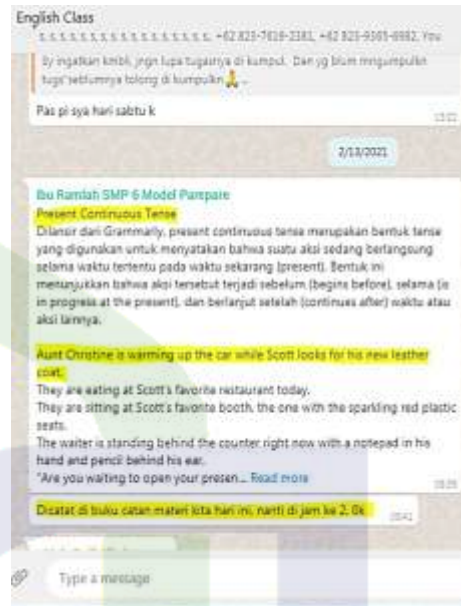 English Class
+62 823-7618-2381, +62 823-9365-6982, You
Sy ingatkan kmbli, jngn lupa tugasnya di kumpul. Dan yg blum mngumpulkn
tugs"seblumnya tolong di kumpulkn🙏 ...
Pas pi sya hari sabtu k
2/13/2021
Ibu Ramlah SMP 6 Model Parepare
Present Continuous Tense
Dilansir dari Grammarly, present continuous tense merupakan bentuk tense
yang digunakan untuk menyatakan bahwa suatu aksi sedang berlangsung
selama waktu tertentu pada waktu sekarang (present). Bentuk ini
menunjukkan bahwa aksi tersebut terjadi sebelum (begins before), selama (is
in progress at the present), dan berlanjut setelah (continues after) waktu atau
aksi lainnya.
Aunt Christine is warming up the car while Scott looks for his new leather
coat.
They are eating at Scott's favorite restaurant today.
They are sitting at Scott's favorite booth, the one with the sparkling red plastic
seats.
The waiter is standing behind the counter right now with a notepad in his
hand and pencil behind his ear.
"Are you waiting to open your presen... Read more
Dicatat di buku catan materi kita hari ini, nanti di jam ke 2. 0k
Type a message